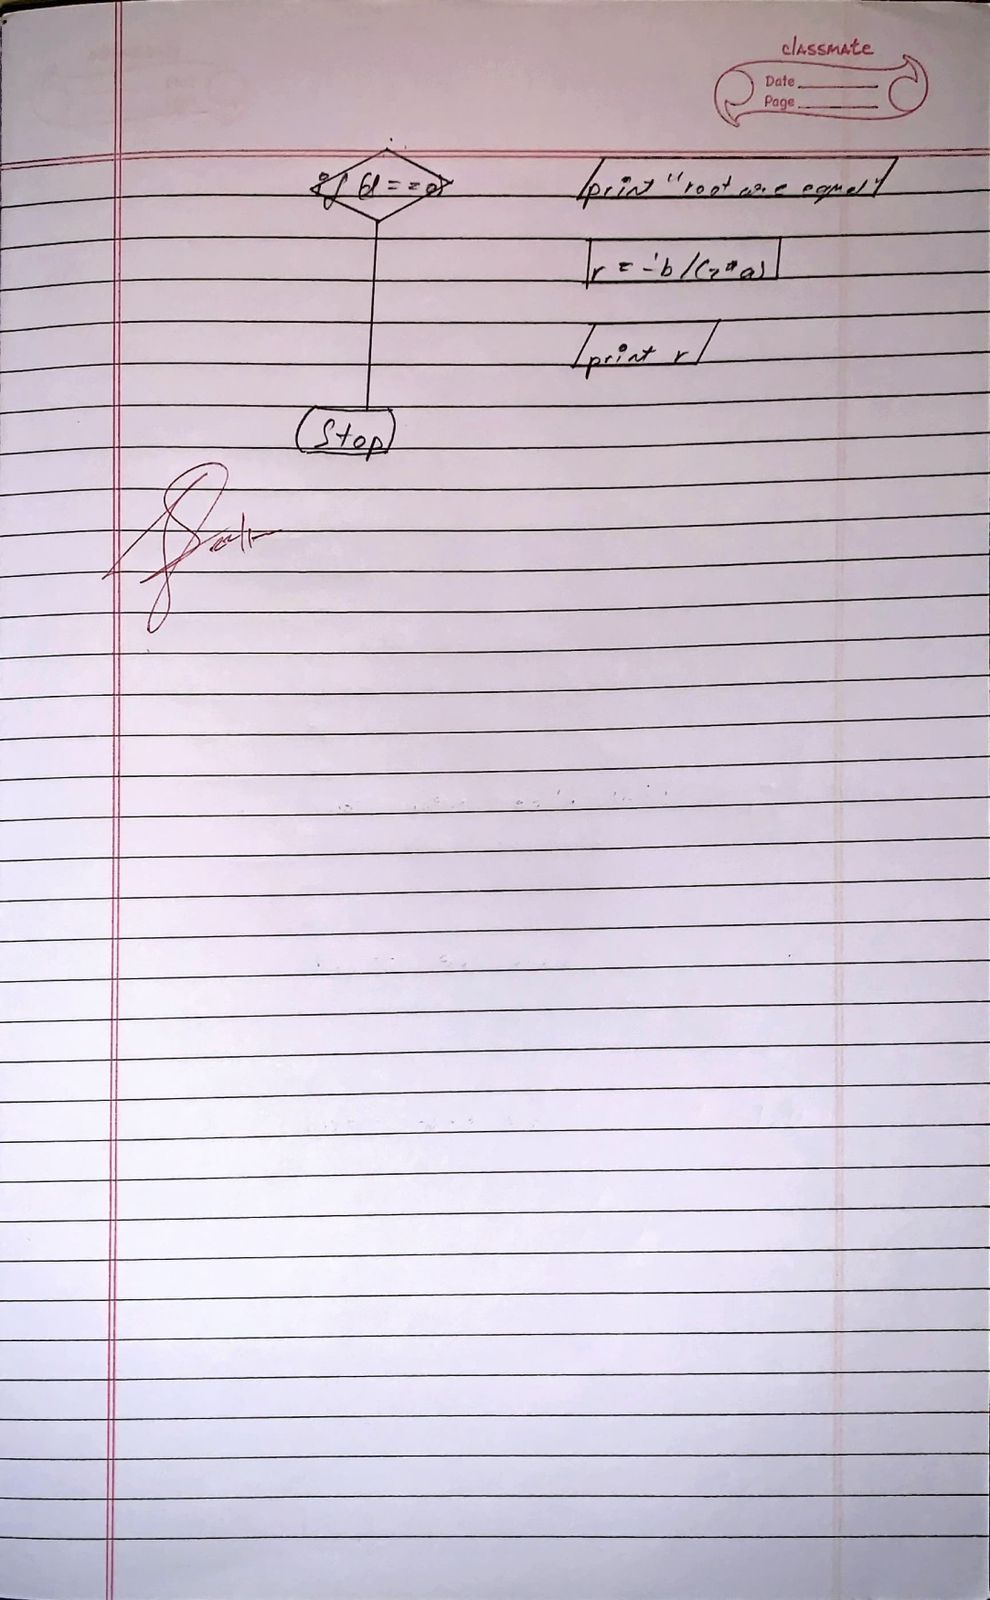 classmate
Date
Page
if (d==0)
print "root are equal"
r = -b/(2*a)
print r
Stop